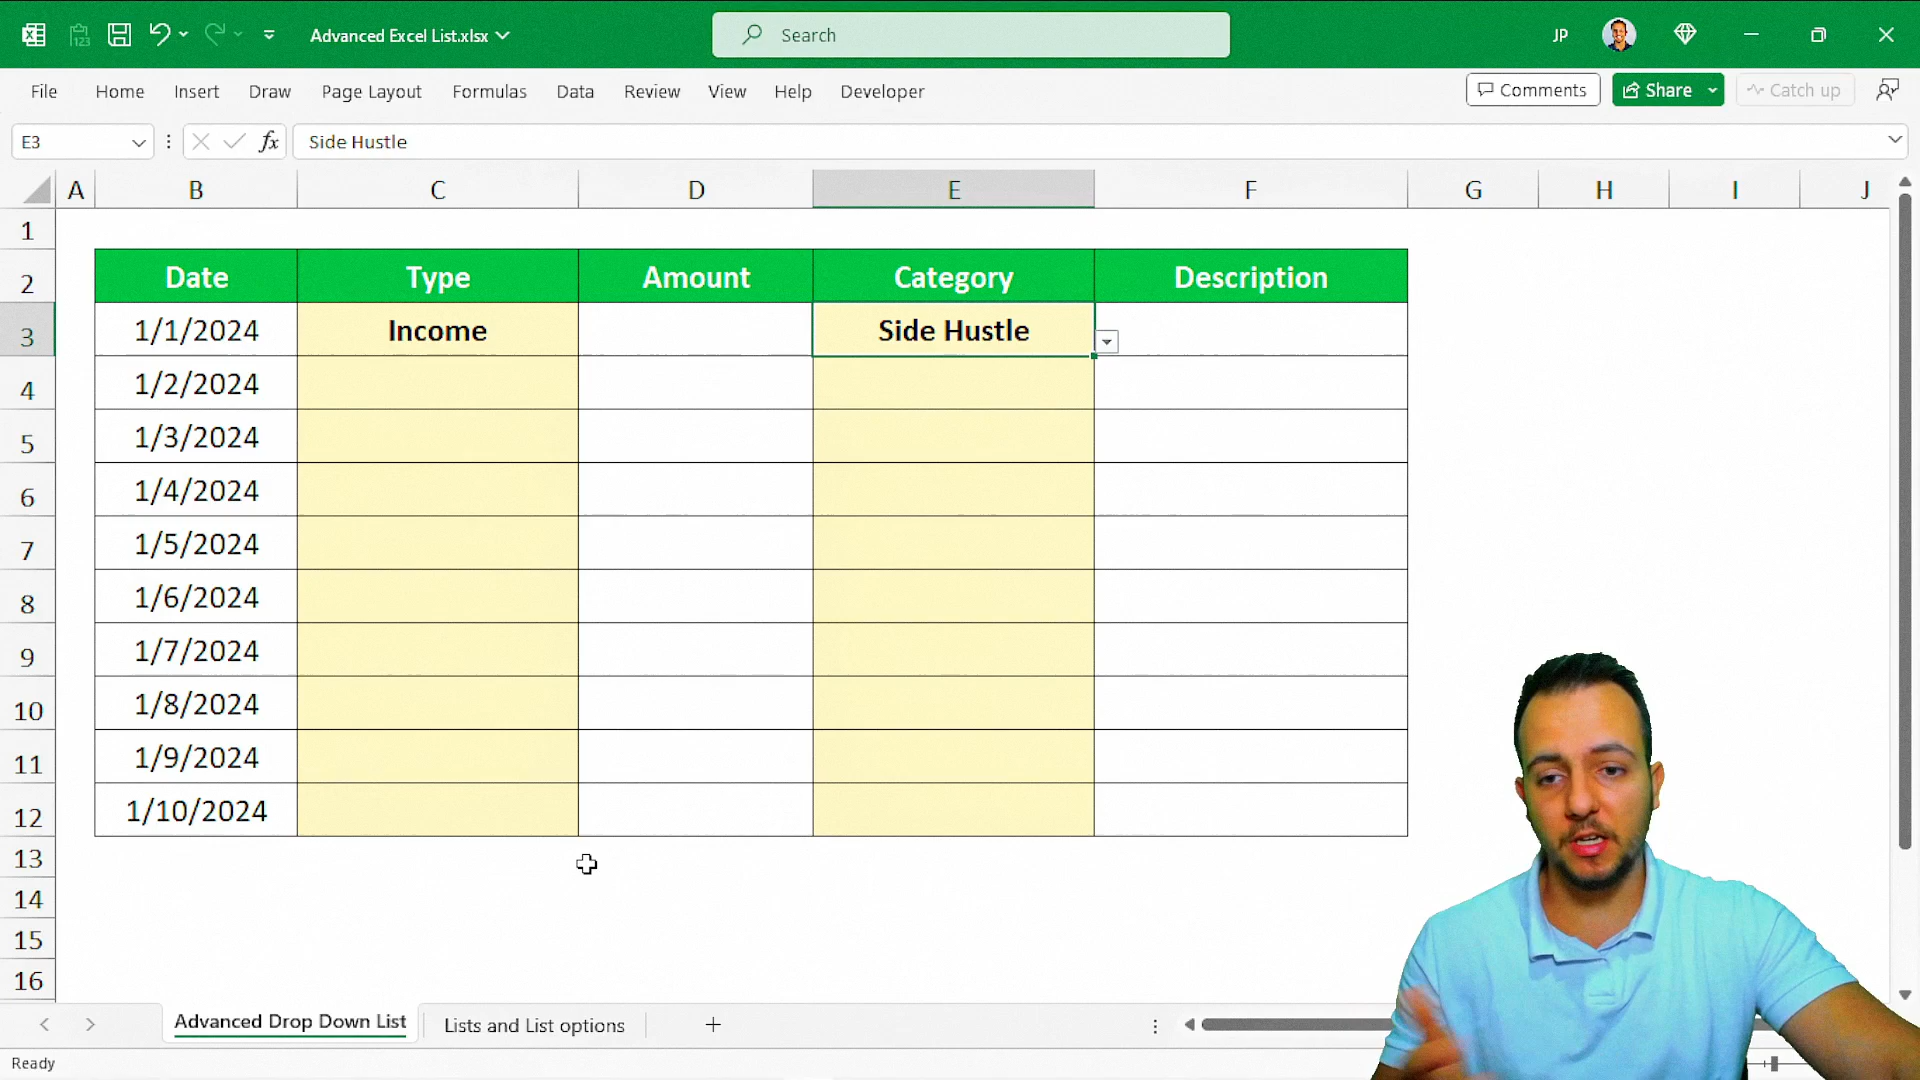 Advanced Excel List.xlsx
Search
JP
File Home Insert Draw Page Layout Formulas Data Review View Help Developer
Comments Share Catch up
E3 fx Side Hustle
A B C D E F G H I J
1
2 Date Type Amount Category Description
3 1/1/2024 Income Side Hustle
4 1/2/2024
5 1/3/2024
6 1/4/2024
7 1/5/2024
8 1/6/2024
9 1/7/2024
10 1/8/2024
11 1/9/2024
12 1/10/2024
13
14
15
16
Advanced Drop Down List Lists and List options
Ready